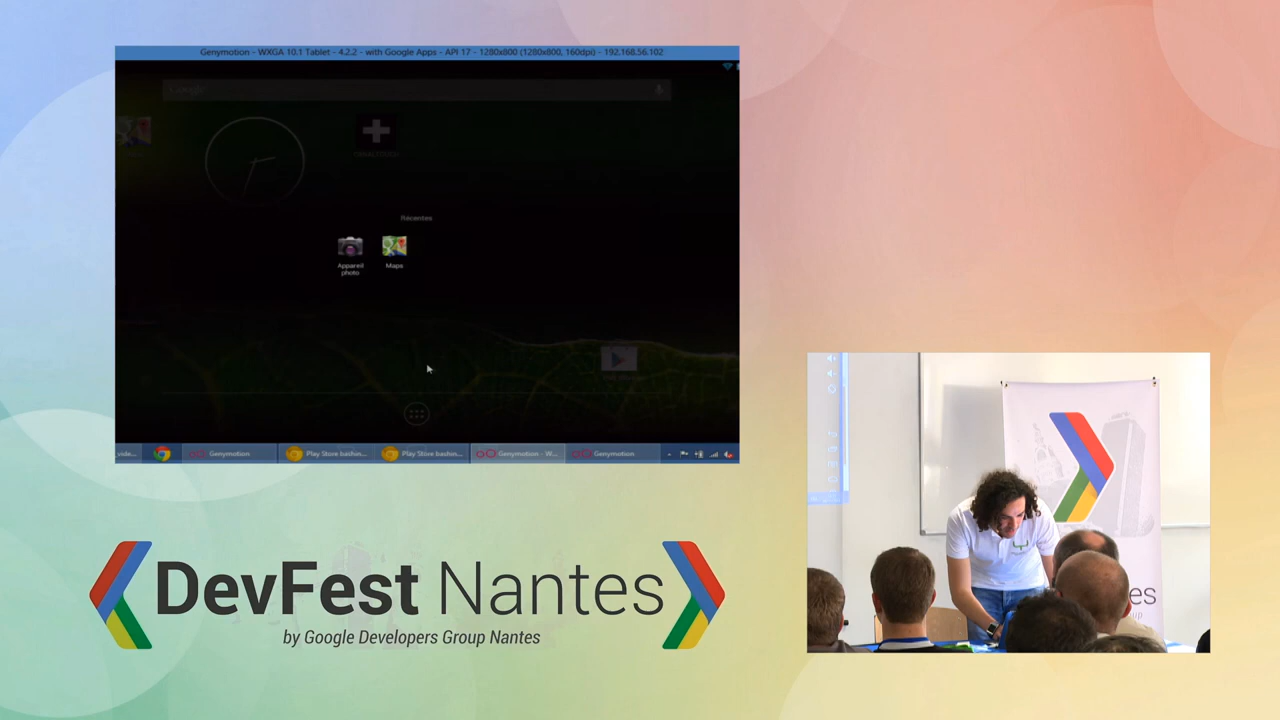 Genymotion - WXGA 10.1 Tablet - 4.2.2 - with Google Apps - API 17 - 1280x800 (1280x800, 160dpi) - 192.168.56.102
Google
Récentes
Appareil
photo
Maps
_vide...
Genymotion
Play Store bashin...
Play Store bashin...
Genymotion - W...
Genymotion
DevFest Nantes
by Google Developers Group Nantes